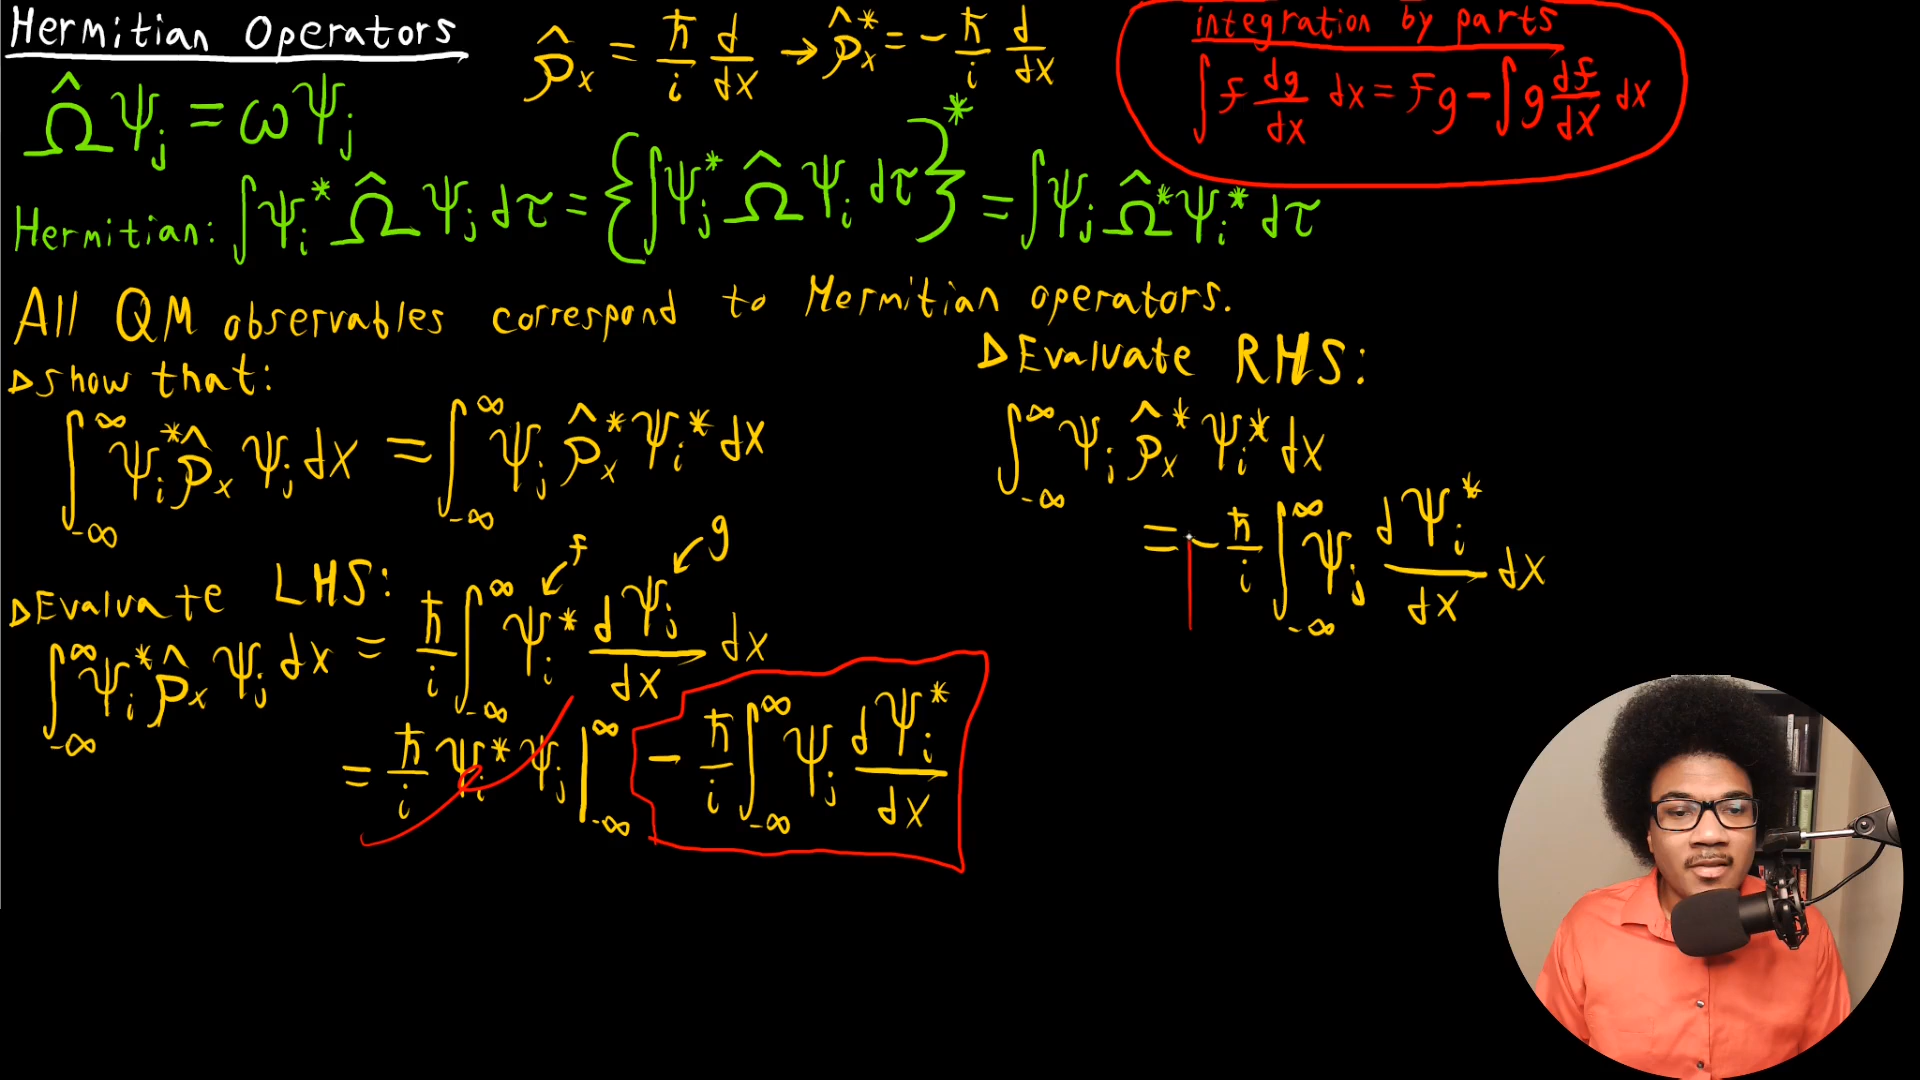 Hermitian Operators
p̂ₓ = ħ/i d/dx → p̂ₓ* = - ħ/i d/dx
integration by parts
∫ f dg/dx dx = fg - ∫ g df/dx dx
Ω̂ ψⱼ = ω ψⱼ
Hermitian: ∫ψᵢ* Ω̂ ψⱼ dτ = {∫ψⱼ* Ω̂ ψᵢ dτ}* = ∫ψⱼ Ω̂* ψᵢ* dτ
All QM observables correspond to Hermitian operators.
▷ show that:
∫_{-∞}^{∞} ψᵢ* p̂ₓ ψⱼ dx = ∫_{-∞}^{∞} ψⱼ p̂ₓ* ψᵢ* dx
▷ Evaluate LHS:
f g
∫_{-∞}^{∞} ψᵢ* p̂ₓ ψⱼ dx = ħ/i ∫_{-∞}^{∞} ψᵢ* dψⱼ/dx dx
= ħ/i ψᵢ* ψⱼ |_{-∞}^{∞} - ħ/i ∫_{-∞}^{∞} ψⱼ dψᵢ*/dx
▷ Evaluate RHS:
∫_{-∞}^{∞} ψⱼ p̂ₓ* ψᵢ* dx
= - ħ/i ∫_{-∞}^{∞} ψⱼ dψᵢ*/dx dx